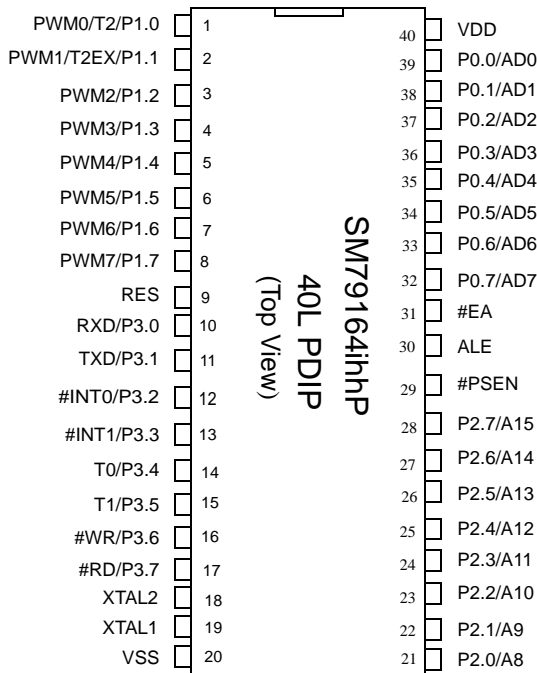 PWM0/T2/P1.0 1
PWM1/T2EX/P1.1 2
PWM2/P1.2 3
PWM3/P1.3 4
PWM4/P1.4 5
PWM5/P1.5 6
PWM6/P1.6 7
PWM7/P1.7 8
RES 9
RXD/P3.0 10
TXD/P3.1 11
#INT0/P3.2 12
#INT1/P3.3 13
T0/P3.4 14
T1/P3.5 15
#WR/P3.6 16
#RD/P3.7 17
XTAL2 18
XTAL1 19
VSS 20
SM79164ihhP
40L PDIP
(Top View)
40 VDD
39 P0.0/AD0
38 P0.1/AD1
37 P0.2/AD2
36 P0.3/AD3
35 P0.4/AD4
34 P0.5/AD5
33 P0.6/AD6
32 P0.7/AD7
31 #EA
30 ALE
29 #PSEN
28 P2.7/A15
27 P2.6/A14
26 P2.5/A13
25 P2.4/A12
24 P2.3/A11
23 P2.2/A10
22 P2.1/A9
21 P2.0/A8